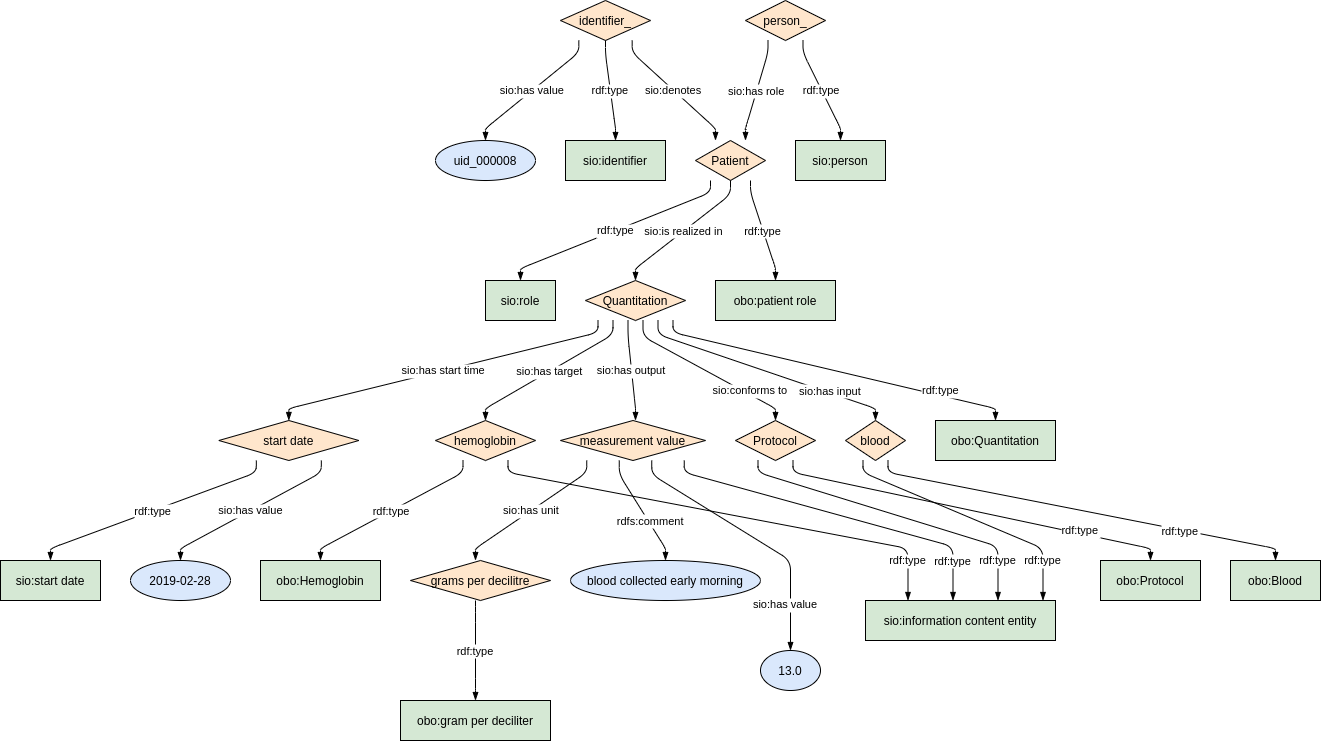 identifier_
person_
sio:has value
rdf:type
sio:denotes
sio:has role
rdf:type
uid_000008
sio:identifier
Patient
sio:person
rdf:type
sio:is realized in
rdf:type
sio:role
Quantitation
obo:patient role
sio:has start time
sio:has target
sio:has output
sio:conforms to
sio:has input
rdf:type
start date
hemoglobin
measurement value
Protocol
blood
obo:Quantitation
rdf:type
sio:has value
rdf:type
sio:has unit
rdfs:comment
rdf:type
rdf:type
rdf:type
rdf:type
rdf:type
rdf:type
sio:start date
2019-02-28
obo:Hemoglobin
grams per decilitre
blood collected early morning
obo:Protocol
obo:Blood
sio:has value
sio:information content entity
rdf:type
13.0
obo:gram per deciliter